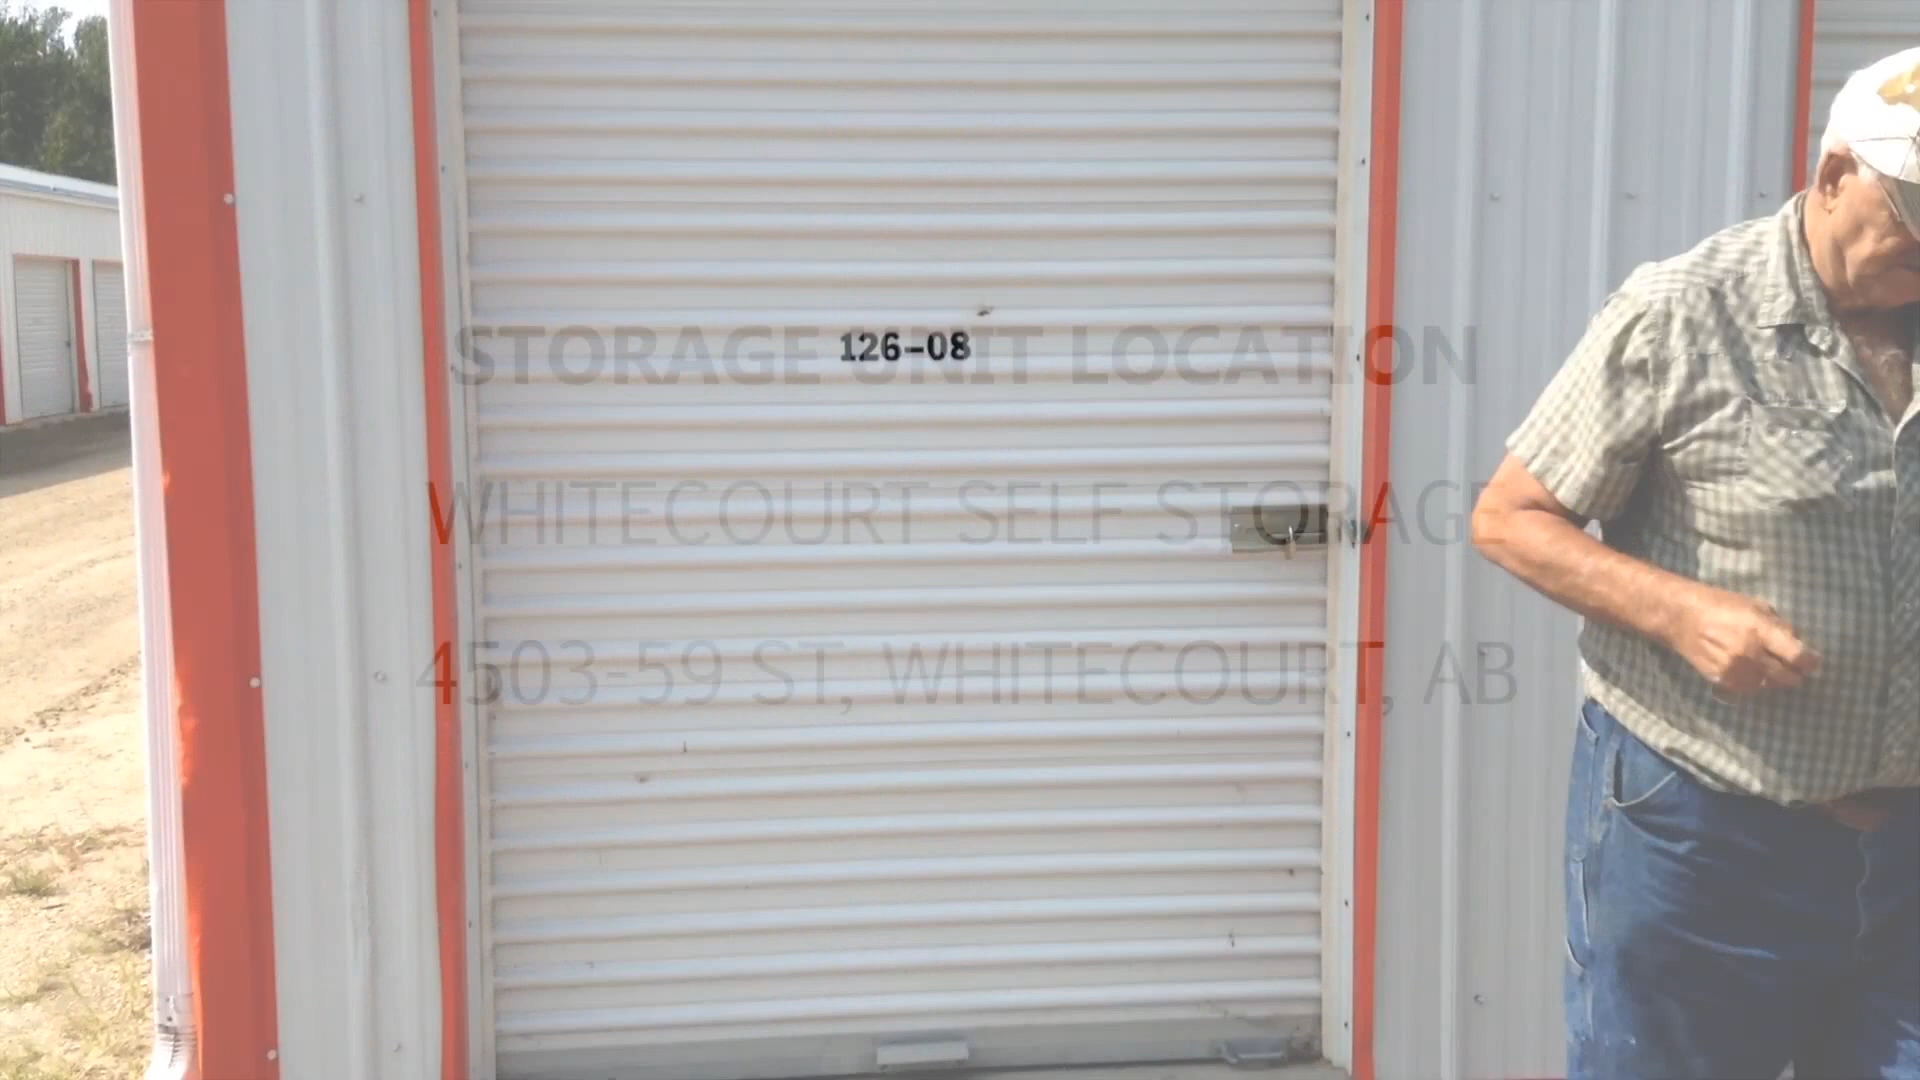 126-08
STORAGE UNIT LOCATION
WHITECOURT SELF STORAGE
4503-59 ST, WHITECOURT, AB